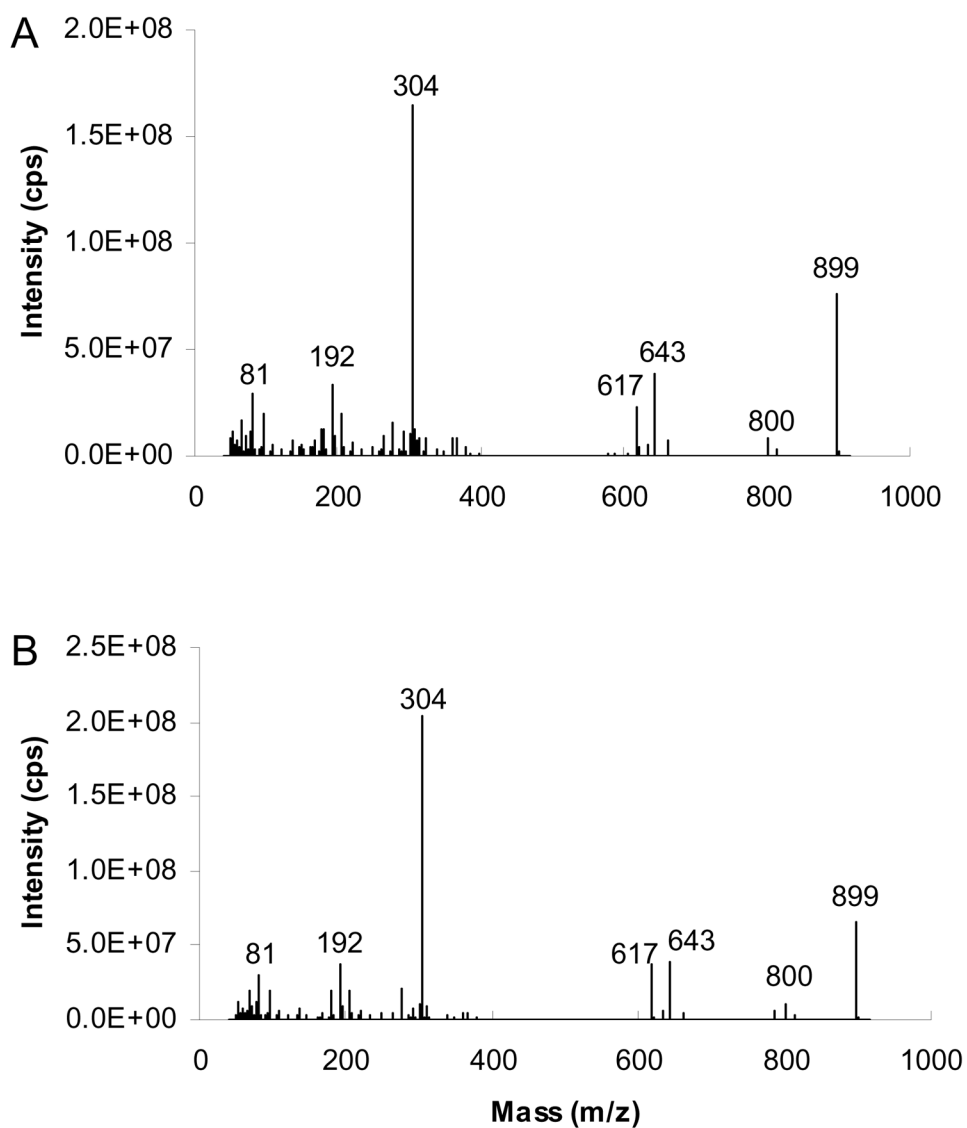 A
2.0E+08
304
1.5E+08
Intensity (cps)
1.0E+08
899
5.0E+07
192
643
81
617
800
0.0E+00
0 200 400 600 800 1000
B
2.5E+08
304
2.0E+08
1.5E+08
Intensity (cps)
1.0E+08
899
5.0E+07
81
192
617
643
800
0.0E+00
0 200 400 600 800 1000
Mass (m/z)